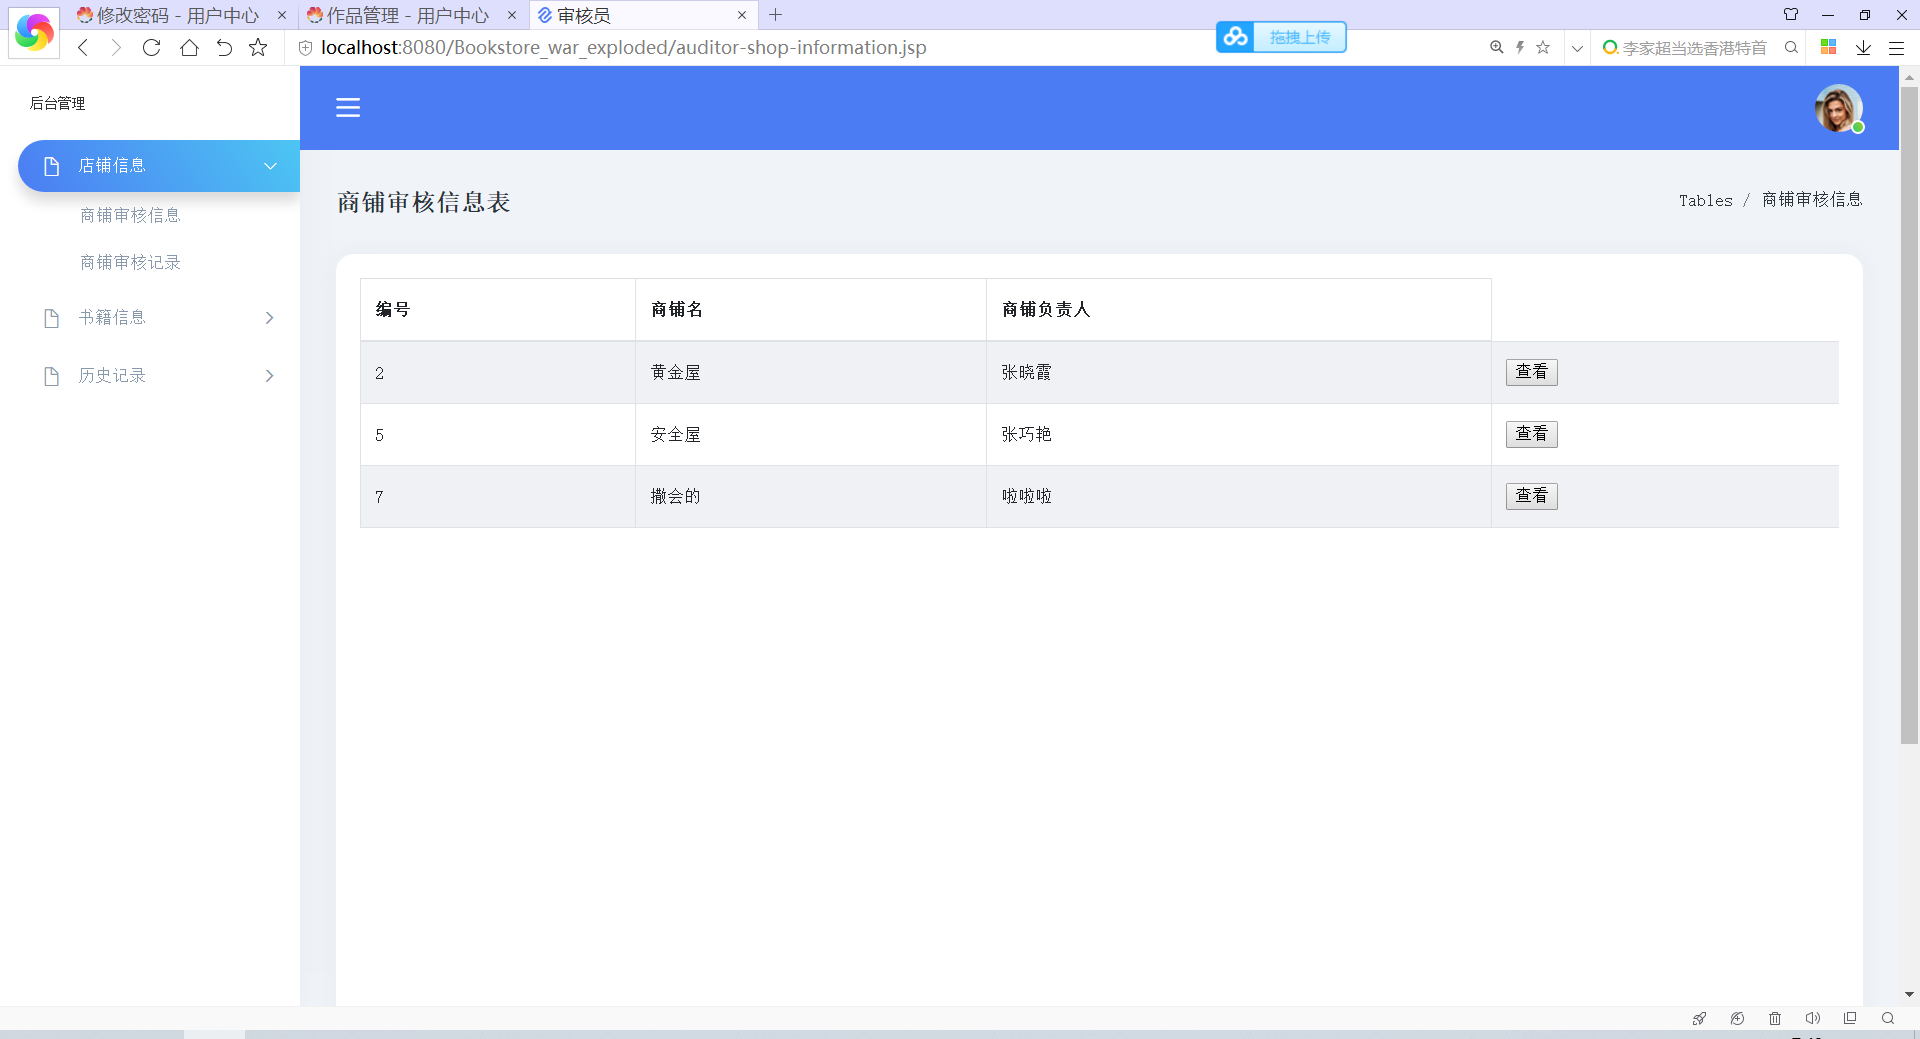 修改密码 - 用户中心
作品管理 - 用户中心
审核员
localhost:8080/Bookstore_war_exploded/auditor-shop-information.jsp
拖拽上传
李家超当选香港特首
后台管理
店铺信息
商铺审核信息
商铺审核记录
书籍信息
历史记录
商铺审核信息表
Tables / 商铺审核信息
编号 商铺名 商铺负责人
2 黄金屋 张晓霞 查看
5 安全屋 张巧艳 查看
7 撒会的 啦啦啦 查看